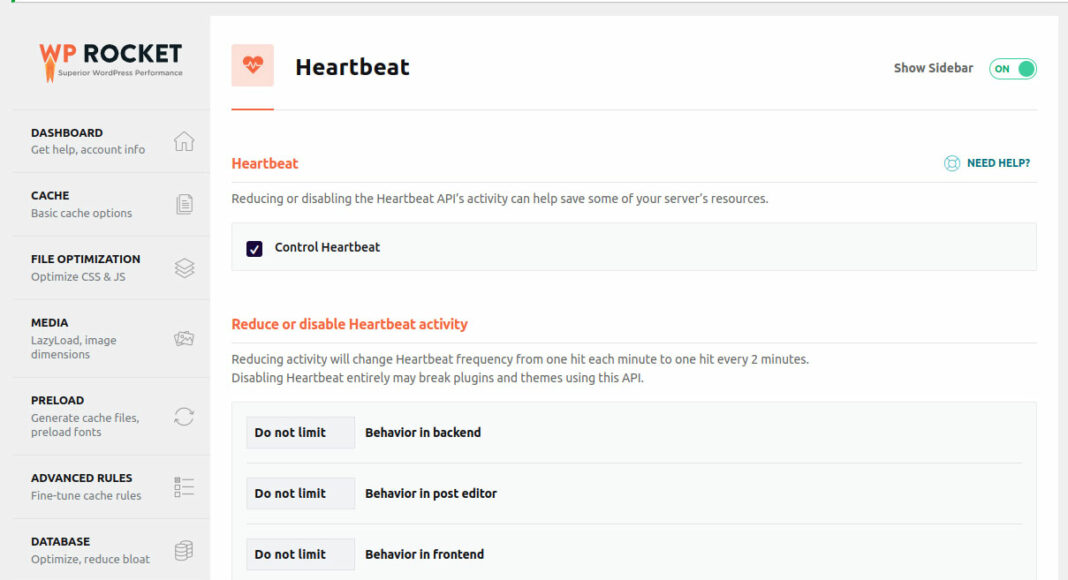 WP ROCKET
Superior WordPress Performance
DASHBOARD
Get help, account info
CACHE
Basic cache options
FILE OPTIMIZATION
Optimize CSS & JS
MEDIA
LazyLoad, image
dimensions
PRELOAD
Generate cache files,
preload fonts
ADVANCED RULES
Fine-tune cache rules
DATABASE
Optimize, reduce bloat
Heartbeat
Show Sidebar
ON
Heartbeat
NEED HELP?
Reducing or disabling the Heartbeat API's activity can help save some of your server's resources.
Control Heartbeat
Reduce or disable Heartbeat activity
Reducing activity will change Heartbeat frequency from one hit each minute to one hit every 2 minutes.
Disabling Heartbeat entirely may break plugins and themes using this API.
Do not limit Behavior in backend
Do not limit Behavior in post editor
Do not limit Behavior in frontend